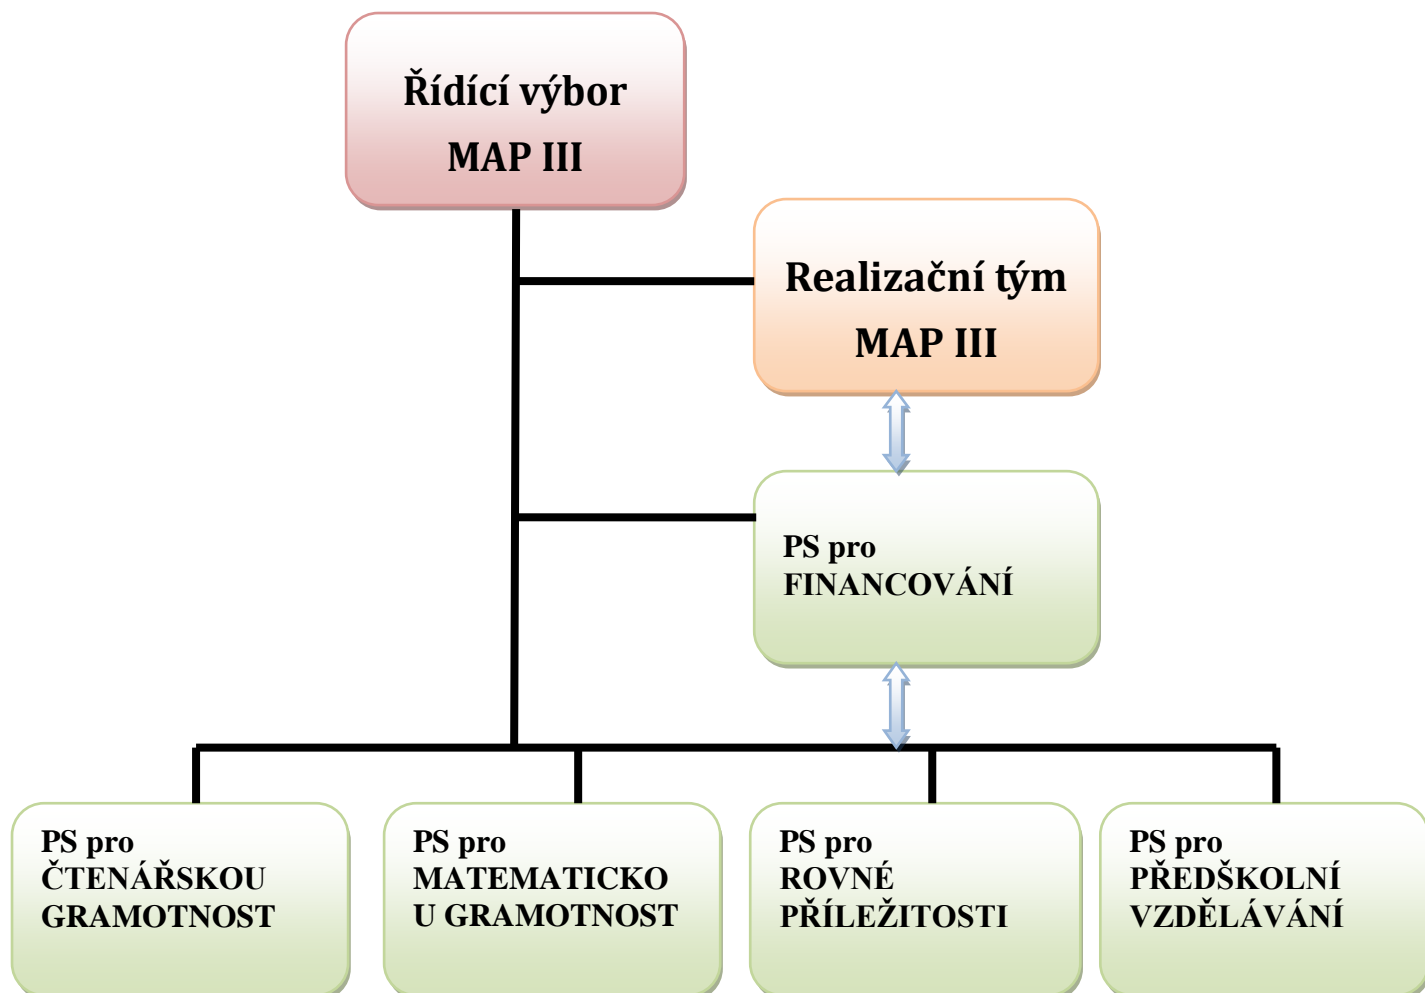 Řídící výbor
MAP III
Realizační tým
MAP III
PS pro
FINANCOVÁNÍ
PS pro
ČTENÁŘSKOU
GRAMOTNOST
PS pro
MATEMATICKO
U GRAMOTNOST
PS pro
ROVNÉ
PŘÍLEŽITOSTI
PS pro
PŘEDŠKOLNÍ
VZDĚLÁVÁNÍ